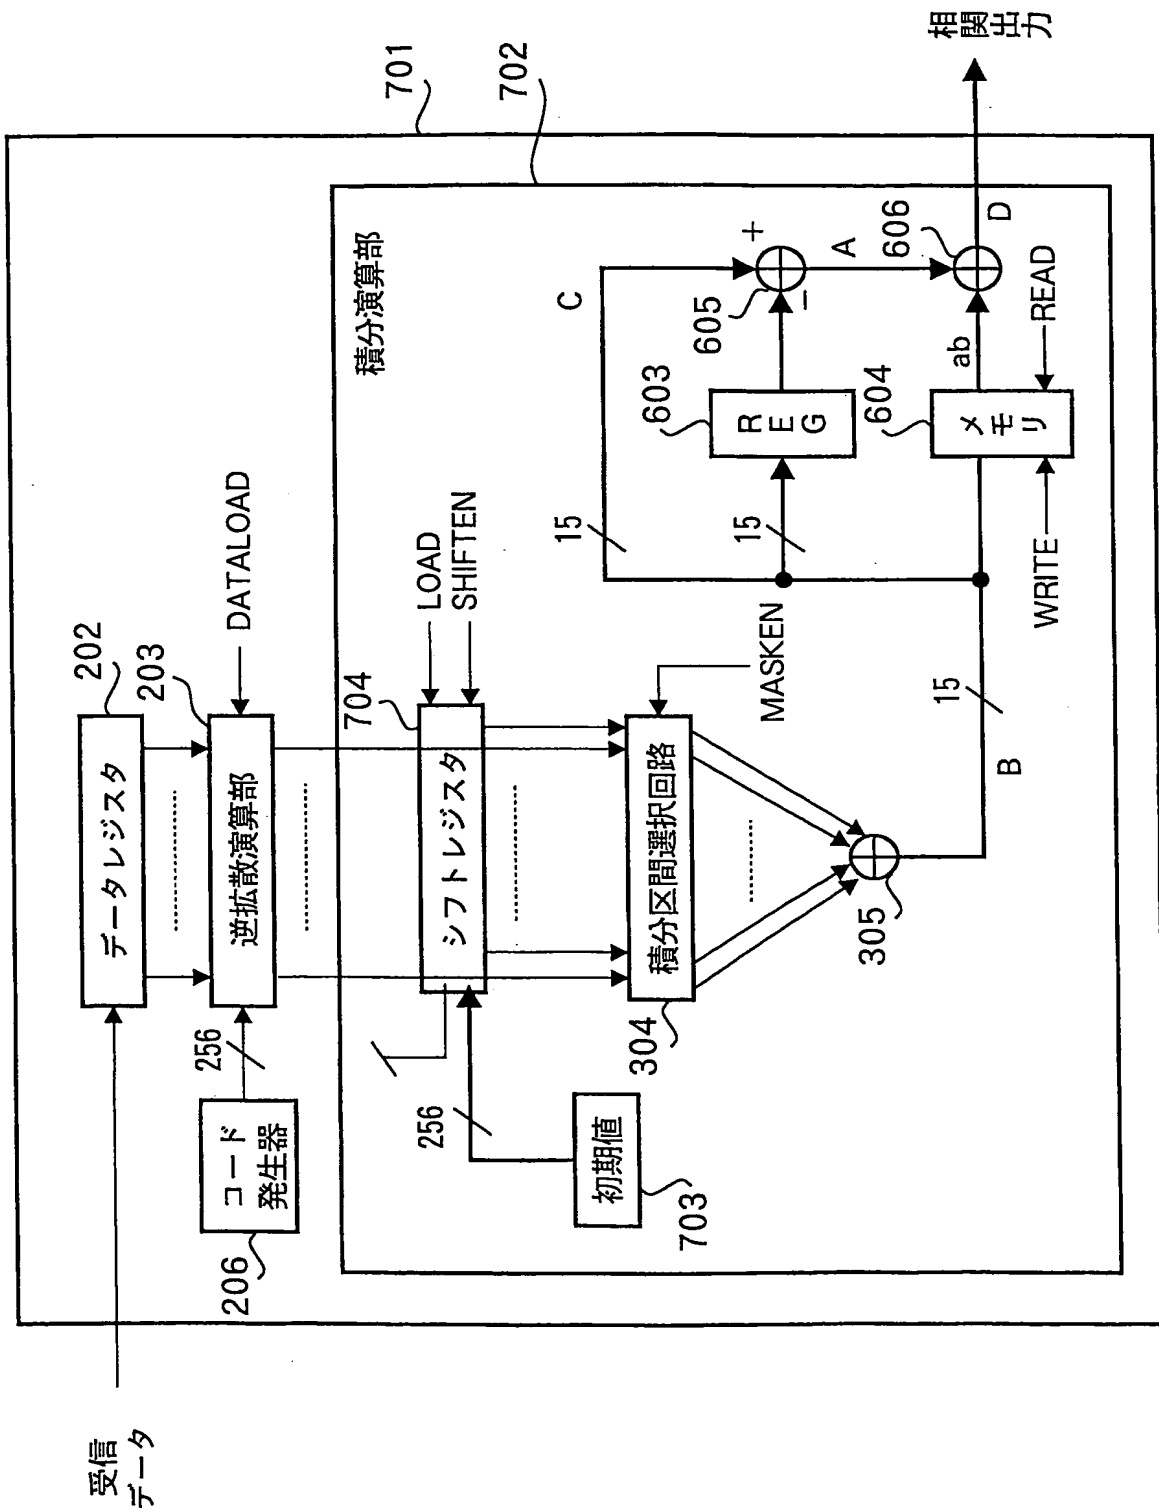 受信
データ
データレジスタ
202
逆拡散演算部
203
DATALOAD
コード
発生器
206
256
701
702
積分演算部
シフトレジスタ
704
LOAD
SHIFTEN
256
初期値
703
積分区間選択回路
304
MASKEN
305
B
15
15
15
C
REG
603
605
+
−
A
メモリ
604
WRITE
READ
ab
606
D
相関出力